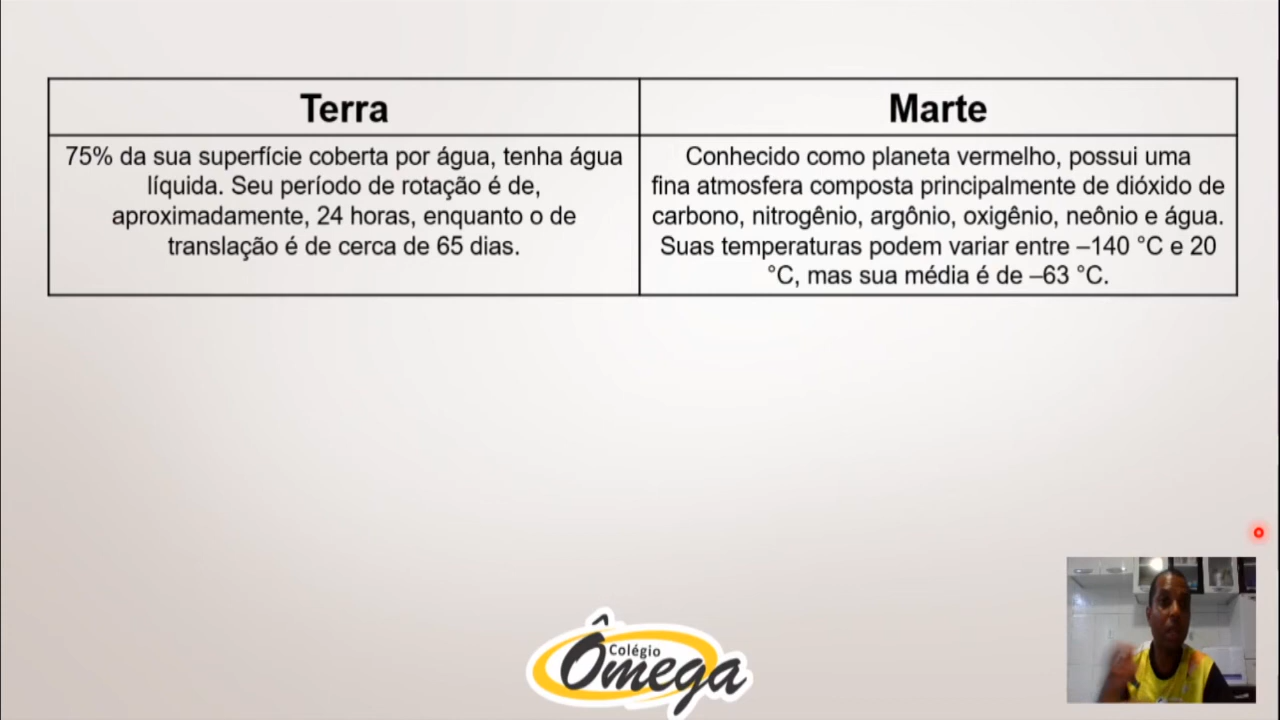 Terra
75% da sua superfície coberta por água, tenha água
líquida. Seu período de rotação é de,
aproximadamente, 24 horas, enquanto o de
translação é de cerca de 65 dias.
Marte
Conhecido como planeta vermelho, possui uma
fina atmosfera composta principalmente de dióxido de
carbono, nitrogênio, argônio, oxigênio, neônio e água.
Suas temperaturas podem variar entre –140 °C e 20
°C, mas sua média é de –63 °C.
Colégio
Ômega